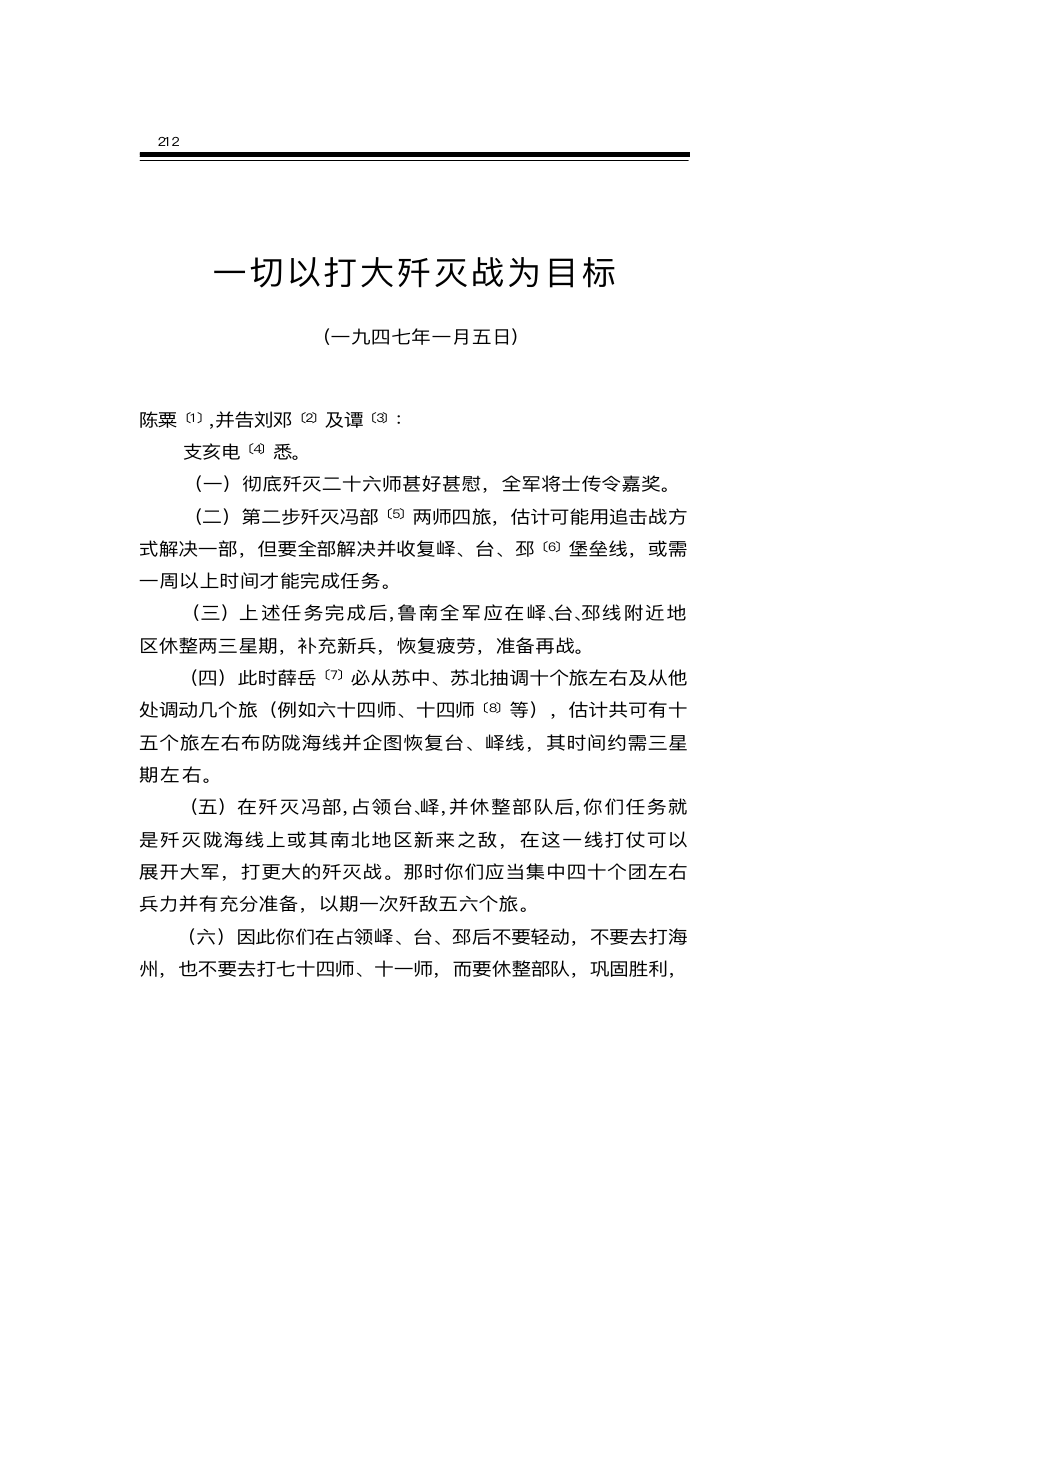 212
一切以打大歼灭战为目标
(一九四七年一月五日)
陈粟〔1〕,并告刘邓〔2〕及谭〔3〕:
支亥电〔4〕悉。
（一）彻底歼灭二十六师甚好甚慰，全军将士传令嘉奖。
（二）第二步歼灭冯部〔5〕两师四旅，估计可能用追击战方
式解决一部，但要全部解决并收复峄、台、邳〔6〕堡垒线，或需
一周以上时间才能完成任务。
（三）上述任务完成后,鲁南全军应在峄、台、邳线附近地
区休整两三星期，补充新兵，恢复疲劳，准备再战。
（四）此时薛岳〔7〕必从苏中、苏北抽调十个旅左右及从他
处调动几个旅（例如六十四师、十四师〔8〕等），估计共可有十
五个旅左右布防陇海线并企图恢复台、峄线，其时间约需三星
期左右。
（五）在歼灭冯部,占领台、峄,并休整部队后,你们任务就
是歼灭陇海线上或其南北地区新来之敌，在这一线打仗可以
展开大军，打更大的歼灭战。那时你们应当集中四十个团左右
兵力并有充分准备，以期一次歼敌五六个旅。
（六）因此你们在占领峄、台、邳后不要轻动，不要去打海
州，也不要去打七十四师、十一师，而要休整部队，巩固胜利，